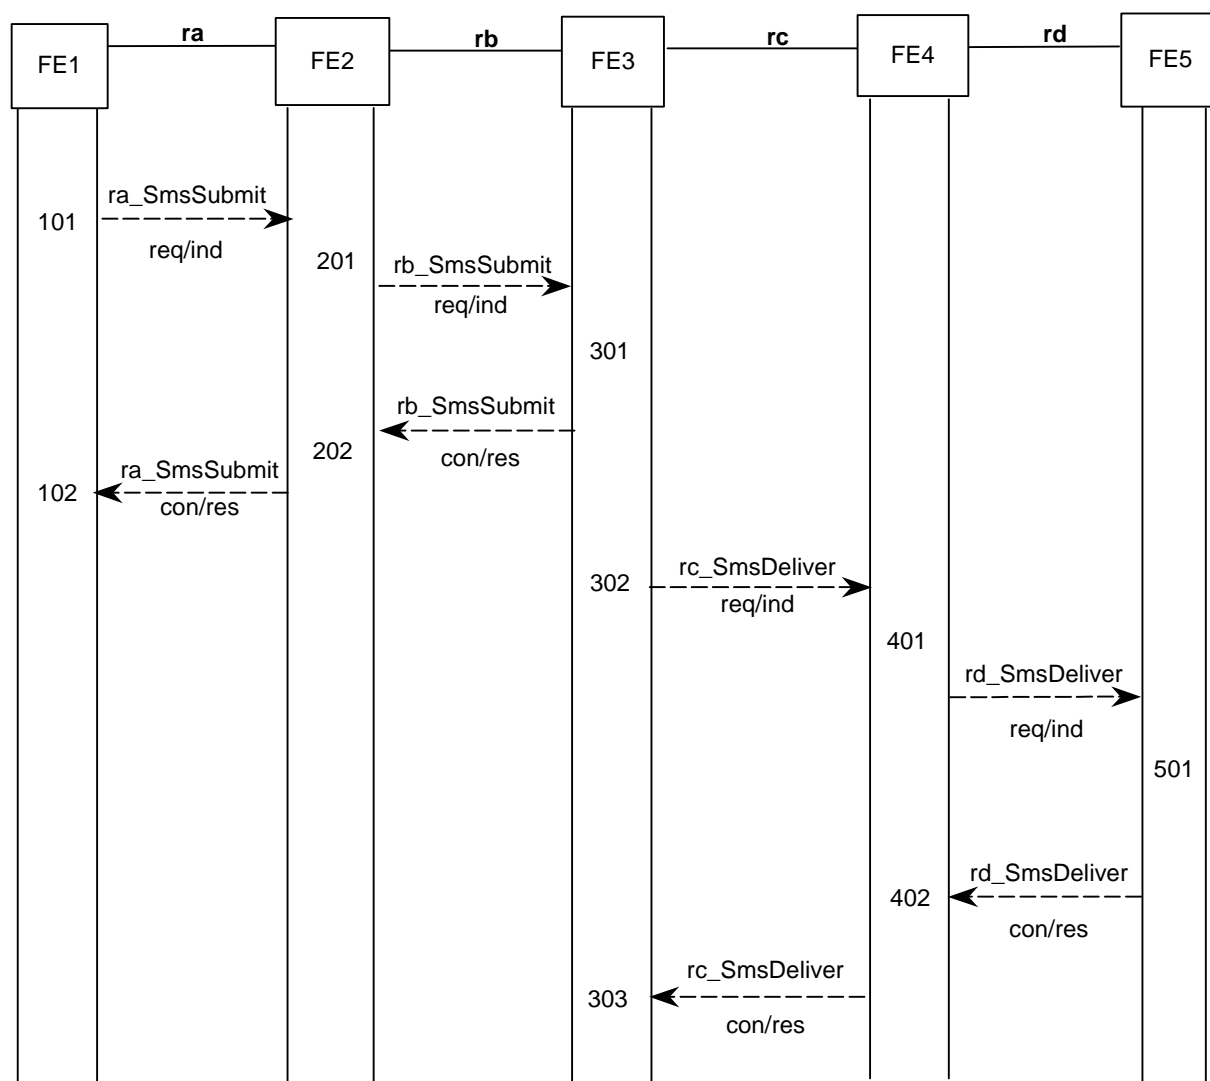 ra
rb
rc
rd
FE1
FE2
FE3
FE4
FE5
ra_SmsSubmit
101
req/ind
201
rb_SmsSubmit
req/ind
301
rb_SmsSubmit
202
con/res
ra_SmsSubmit
102
con/res
rc_SmsDeliver
302
req/ind
401
rd_SmsDeliver
req/ind
501
rd_SmsDeliver
402
con/res
rc_SmsDeliver
303
con/res